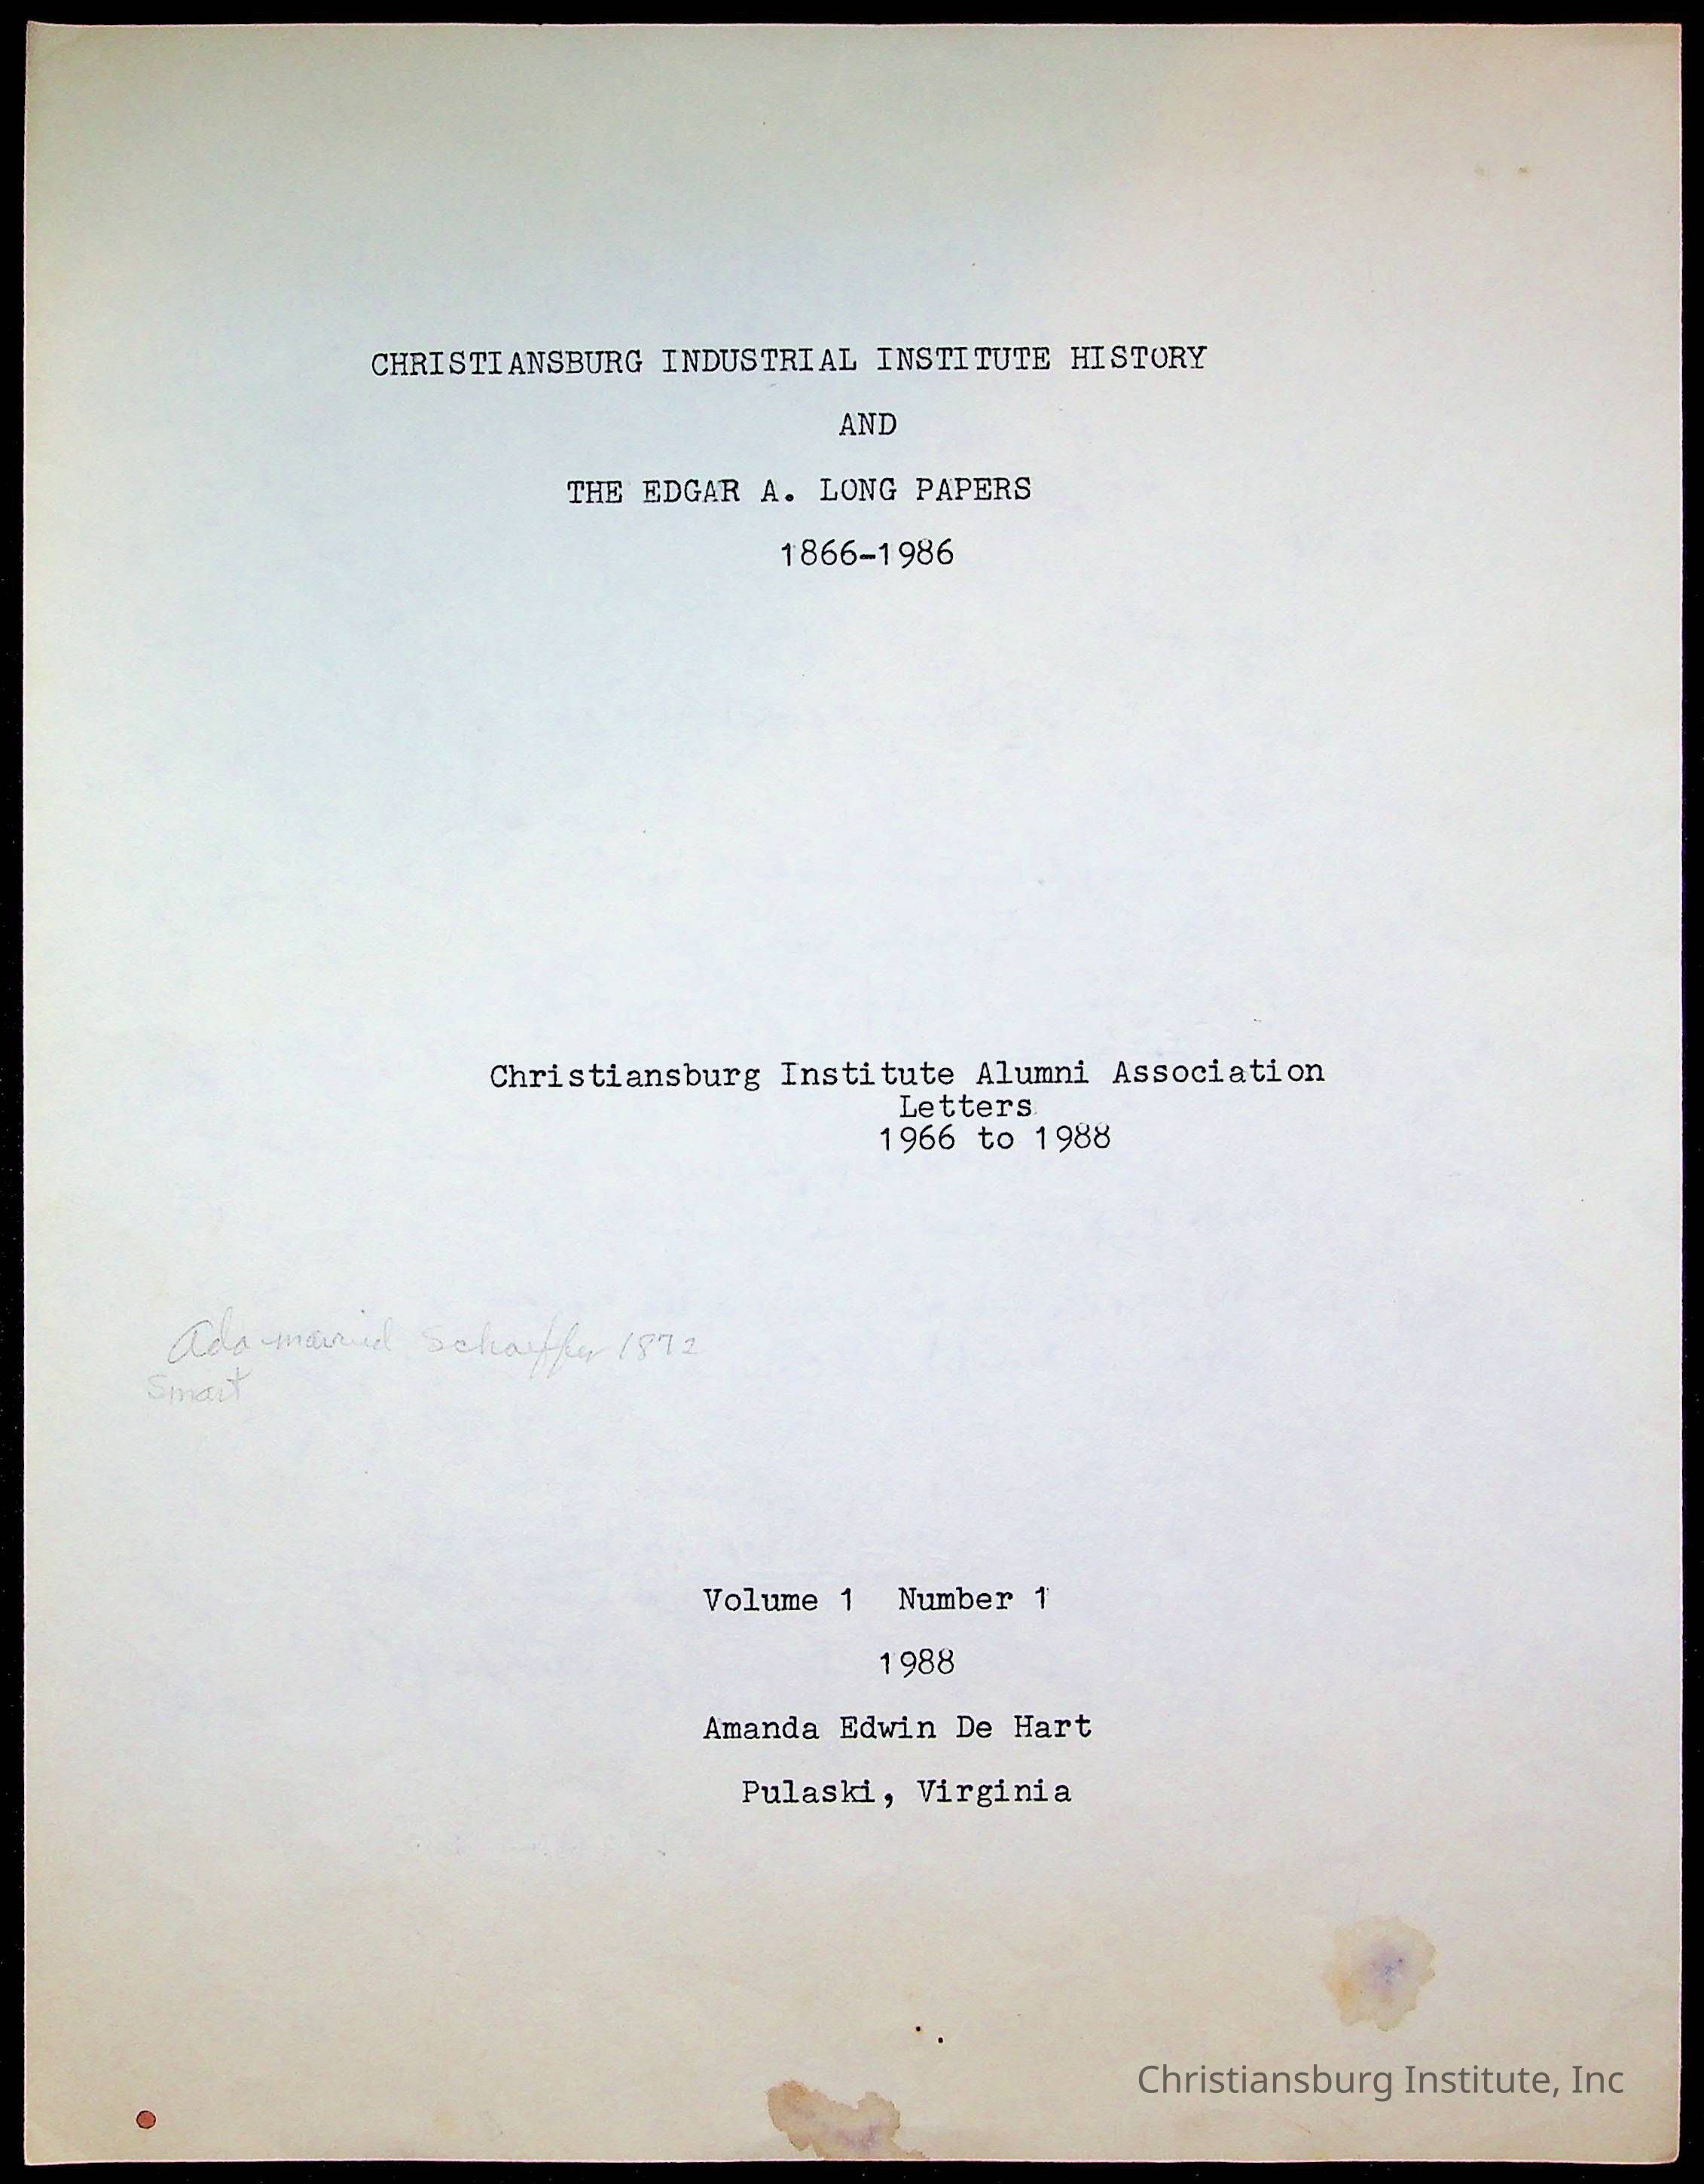 CHRISTIANSBURG INDUSTRIAL INSTITUTE HISTORY
AND
THE EDGAR A. LONG PAPERS
1866-1986
Christiansburg Institute Alumni Association
Letters
1966 to 1988
Ada married Schaeffer 1872
Smart
Volume 1 Number 1
1988
Amanda Edwin De Hart
Pulaski, Virginia
Christiansburg Institute, Inc